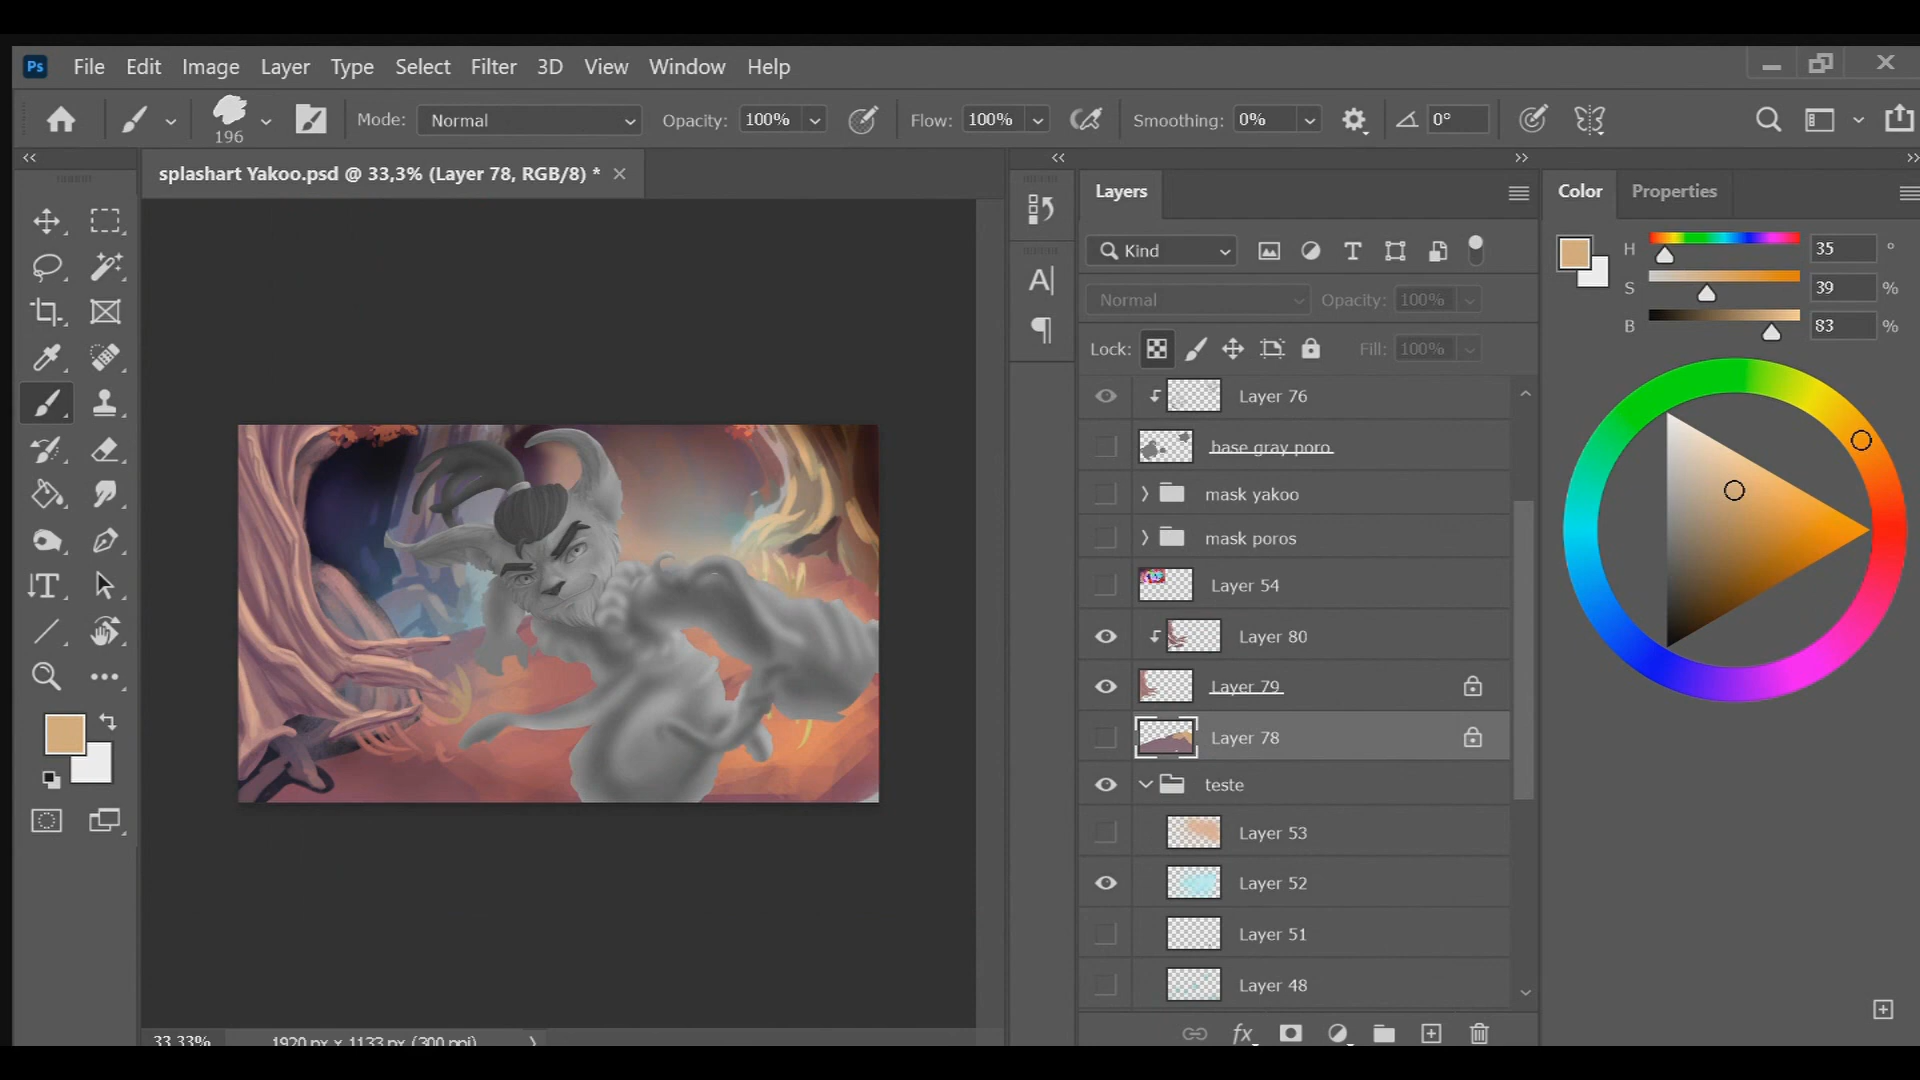 Ps File Edit Image Layer Type Select Filter 3D View Window Help
196 Mode: Normal Opacity: 100% Flow: 100% Smoothing: 0% 0°
splashart Yakoo.psd @ 33,3% (Layer 78, RGB/8) *
Layers
Kind
Normal Opacity: 100%
Lock: Fill: 100%
Layer 76
base gray poro
mask yakoo
mask poros
Layer 54
Layer 80
Layer 79
Layer 78
teste
Layer 53
Layer 52
Layer 51
Layer 48
fx
Color Properties
H 35 °
S 39 %
B 83 %
33,33% 1920 px x 1133 px (300 ppi)